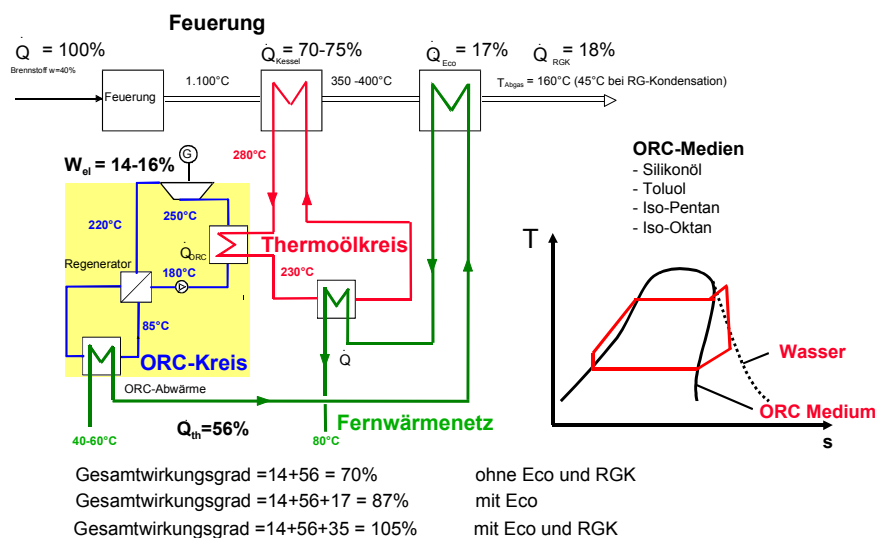 Feuerung
Q̇ = 100%
Brennstoff w=40%
Q̇Kessel = 70-75%
Q̇Eco = 17%
Q̇RGK = 18%
Feuerung
1.100°C
350 -400°C
TAbgas = 160°C (45°C bei RG-Kondensation)
Wel = 14-16%
G
280°C
220°C
250°C
Q̇ORC
Thermoölkreis
Regenerator
180°C
230°C
85°C
ORC-Kreis
Q̇
ORC-Abwärme
40-60°C
Q̇th=56%
80°C
Fernwärmenetz
ORC-Medien
- Silikonöl
- Toluol
- Iso-Pentan
- Iso-Oktan
T
Wasser
ORC Medium
s
Gesamtwirkungsgrad =14+56 = 70% ohne Eco und RGK
Gesamtwirkungsgrad =14+56+17 = 87% mit Eco
Gesamtwirkungsgrad =14+56+35 = 105% mit Eco und RGK